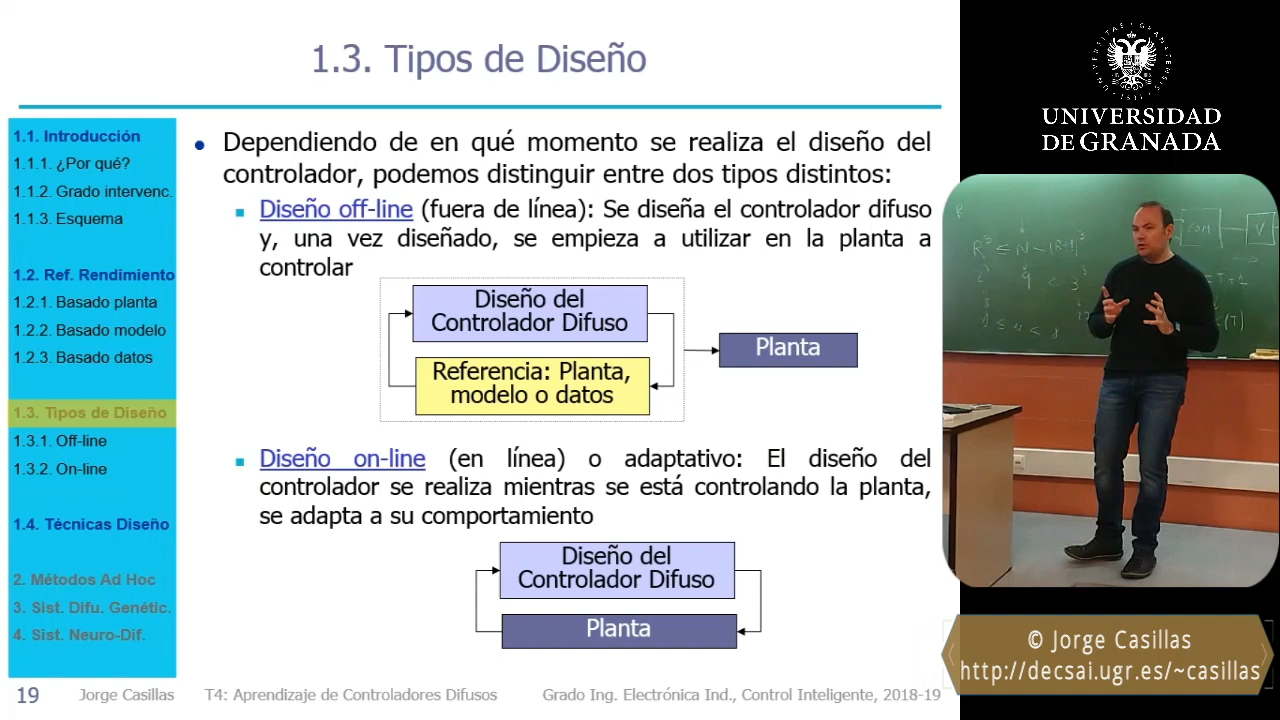 1.3. Tipos de Diseño
1.1. Introducción
1.1.1. ¿Por qué?
1.1.2. Grado intervenc.
1.1.3. Esquema
1.2. Ref. Rendimiento
1.2.1. Basado planta
1.2.2. Basado modelo
1.2.3. Basado datos
1.3. Tipos de Diseño
1.3.1. Off-line
1.3.2. On-line
1.4. Técnicas Diseño
2. Métodos Ad Hoc
3. Sist. Difu. Genétic.
4. Sist. Neuro-Dif.
Dependiendo de en qué momento se realiza el diseño del
controlador, podemos distinguir entre dos tipos distintos:
Diseño off-line (fuera de línea): Se diseña el controlador difuso
y, una vez diseñado, se empieza a utilizar en la planta a
controlar
Diseño del
Controlador Difuso
Referencia: Planta,
modelo o datos
Planta
Diseño on-line (en línea) o adaptativo: El diseño del
controlador se realiza mientras se está controlando la planta,
se adapta a su comportamiento
Diseño del
Controlador Difuso
Planta
19 Jorge Casillas T4: Aprendizaje de Controladores Difusos Grado Ing. Electrónica Ind., Control Inteligente, 2018-19
UNIVERSIDAD
DE GRANADA
© Jorge Casillas
http://decsai.ugr.es/~casillas